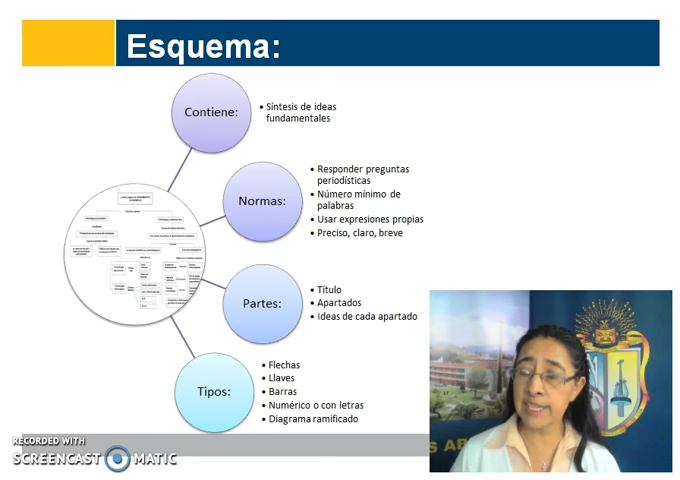 Esquema:
Contiene:
• Síntesis de ideas
fundamentales
Normas:
• Responder preguntas
periodísticas
• Número mínimo de
palabras
• Usar expresiones propias
• Preciso, claro, breve
Partes:
• Título
• Apartados
• Ideas de cada apartado
Tipos:
• Flechas
• Llaves
• Barras
• Numérico o con letras
• Diagrama ramificado
RECORDED WITH
SCREENCAST MATIC